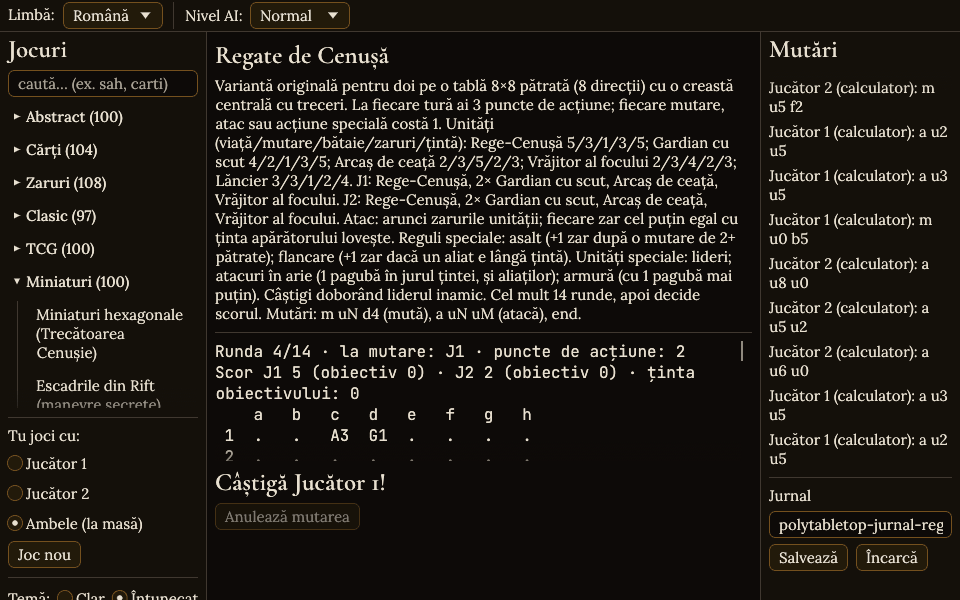 Limbă: Română ▼ Nivel AI: Normal ▼
Jocuri
caută... (ex. sah, carti)
▸ Abstract (100)
▸ Cărți (104)
▸ Zaruri (108)
▸ Clasic (97)
▸ TCG (100)
▾ Miniaturi (100)
Miniaturi hexagonale
(Trecătoarea
Cenușie)
Escadrile din Rift
(manevre secrete)
Tu joci cu:
Jucător 1
Jucător 2
Ambele (la masă)
Joc nou
Temă: Clar Întunecat
Regate de Cenușă
Variantă originală pentru doi pe o tablă 8×8 pătrată (8 direcții) cu o creastă
centrală cu treceri. La fiecare tură ai 3 puncte de acțiune; fiecare mutare,
atac sau acțiune specială costă 1. Unități
(viață/mutare/bătaie/zaruri/țintă): Rege-Cenușă 5/3/1/3/5; Gardian cu
scut 4/2/1/3/5; Arcaș de ceață 2/3/5/2/3; Vrăjitor al focului 2/3/4/2/3;
Lăncier 3/3/1/2/4. J1: Rege-Cenușă, 2× Gardian cu scut, Arcaș de ceață,
Vrăjitor al focului. J2: Rege-Cenușă, 2× Gardian cu scut, Arcaș de ceață,
Vrăjitor al focului. Atac: arunci zarurile unității; fiecare zar cel puțin egal cu
ținta apărătorului lovește. Reguli speciale: asalt (+1 zar după o mutare de 2+
pătrate); flancare (+1 zar dacă un aliat e lângă țintă). Unități speciale: lideri;
atacuri în arie (1 pagubă în jurul țintei, și aliaților); armură (cu 1 pagubă mai
puțin). Câștigi doborând liderul inamic. Cel mult 14 runde, apoi decide
scorul. Mutări: m uN d4 (mută), a uN uM (atacă), end.
Runda 4/14 · la mutare: J1 · puncte de acțiune: 2
Scor J1 5 (obiectiv 0) · J2 2 (obiectiv 0) · ținta
obiectivului: 0
a b c d e f g h
1 . . A3 G1 . . . .
2 . . . . . . . .
Câștigă Jucător 1!
Anulează mutarea
Mutări
Jucător 2 (calculator): m
u5 f2
Jucător 1 (calculator): a u2
u5
Jucător 1 (calculator): a u3
u5
Jucător 1 (calculator): m
u0 b5
Jucător 2 (calculator): a
u8 u0
Jucător 2 (calculator): a
u5 u2
Jucător 2 (calculator): a
u6 u0
Jucător 1 (calculator): a u3
u5
Jucător 1 (calculator): a u2
u5
Jurnal
polytabletop-jurnal-reg
Salvează Încarcă